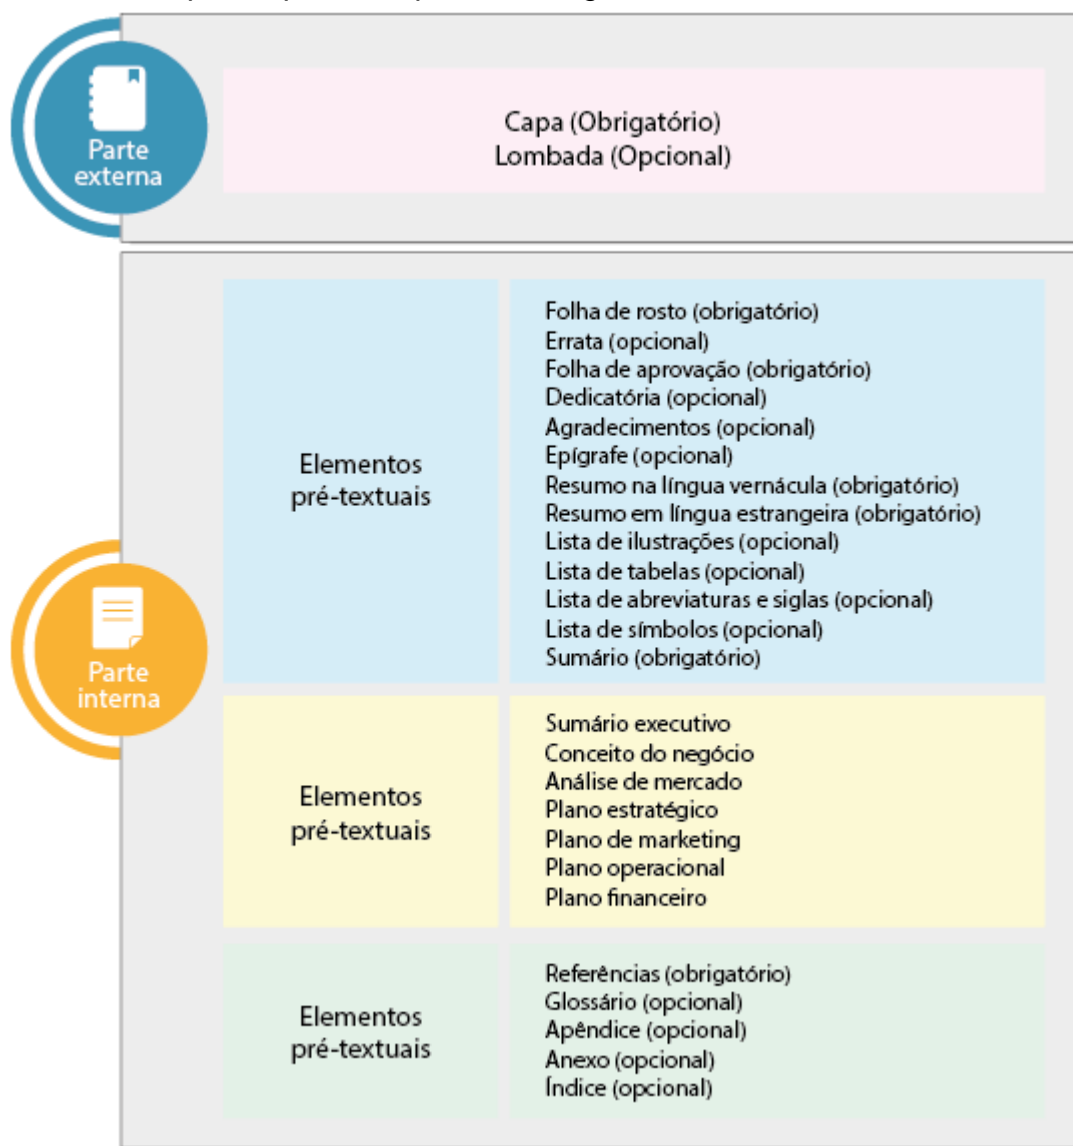 Parte
externa
Capa (Obrigatório)
Lombada (Opcional)
Parte
interna
Elementos
pré-textuais
Folha de rosto (obrigatório)
Errata (opcional)
Folha de aprovação (obrigatório)
Dedicatória (opcional)
Agradecimentos (opcional)
Epígrafe (opcional)
Resumo na língua vernácula (obrigatório)
Resumo em língua estrangeira (obrigatório)
Lista de ilustrações (opcional)
Lista de tabelas (opcional)
Lista de abreviaturas e siglas (opcional)
Lista de símbolos (opcional)
Sumário (obrigatório)
Elementos
pré-textuais
Sumário executivo
Conceito do negócio
Análise de mercado
Plano estratégico
Plano de marketing
Plano operacional
Plano financeiro
Elementos
pré-textuais
Referências (obrigatório)
Glossário (opcional)
Apêndice (opcional)
Anexo (opcional)
Índice (opcional)